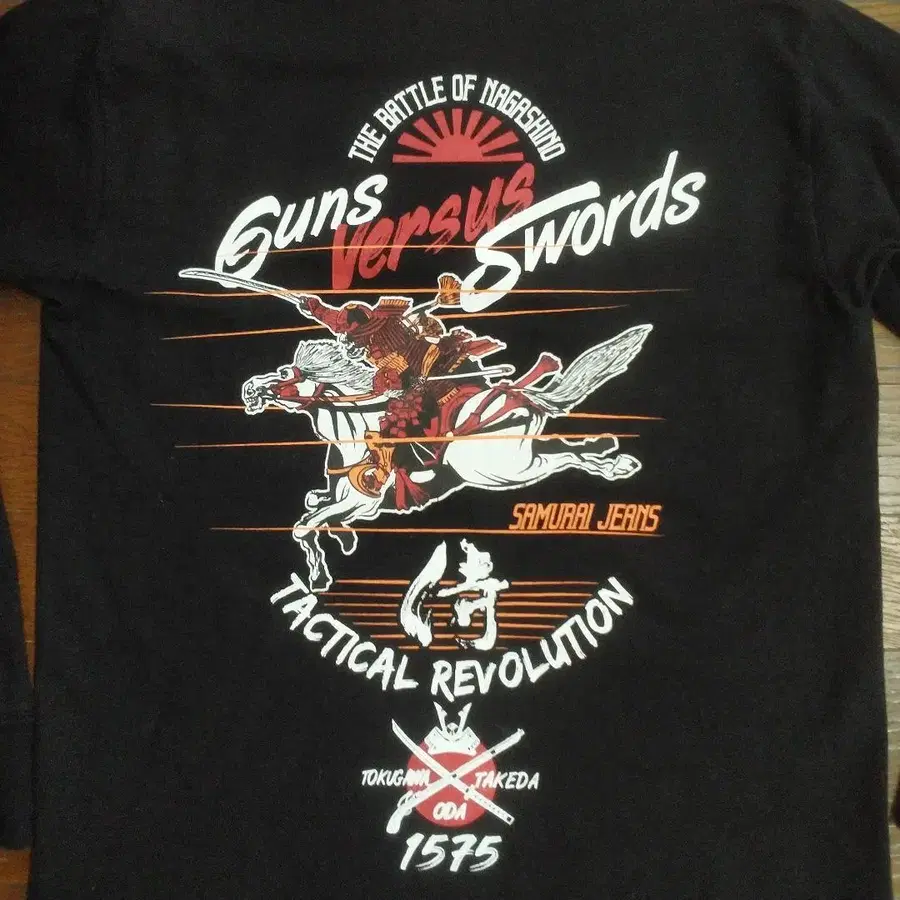 THE BATTLE OF NAGASHINO
Guns versus Swords
SAMURAI JEANS
侍
TACTICAL REVOLUTION
TOKUGAWA TAKEDA
ODA
1575